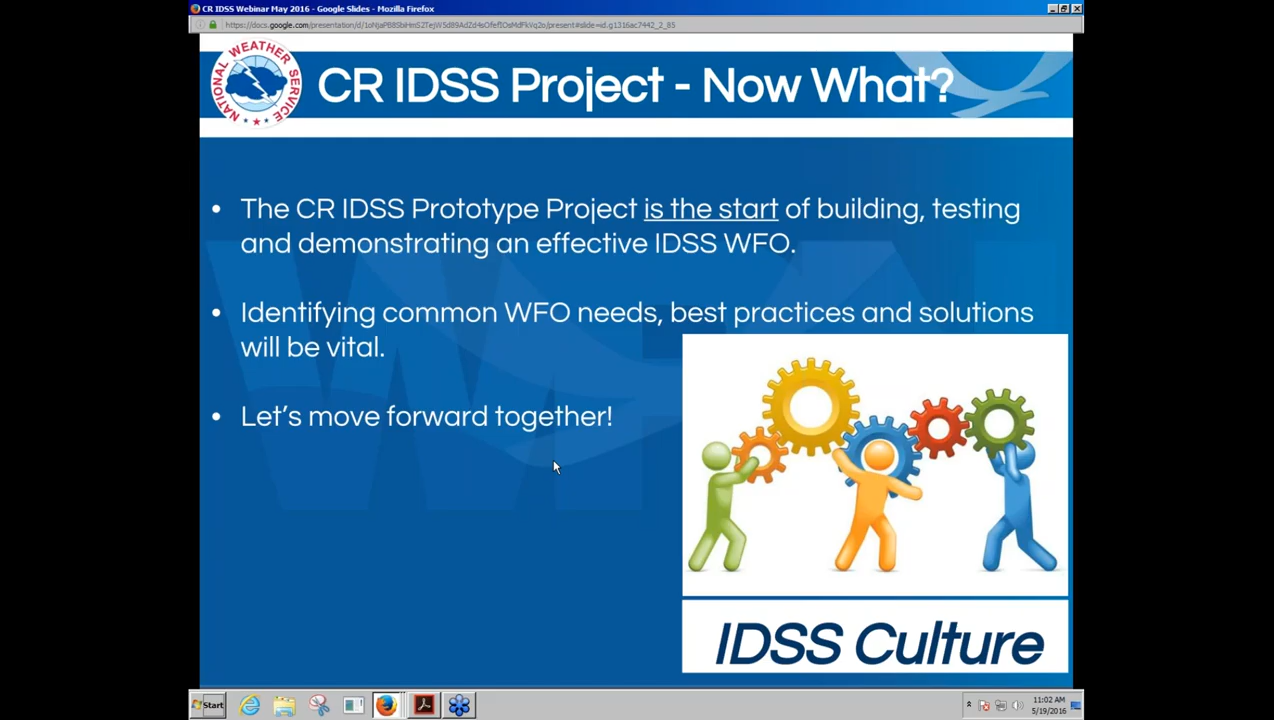 CR IDSS Webinar May 2016 - Google Slides - Mozilla Firefox
NATIONAL WEATHER SERVICE
CR IDSS Project - Now What?
• The CR IDSS Prototype Project is the start of building, testing
and demonstrating an effective IDSS WFO.
• Identifying common WFO needs, best practices and solutions
will be vital.
• Let's move forward together!
IDSS Culture
Start
11:02 AM
5/19/2016